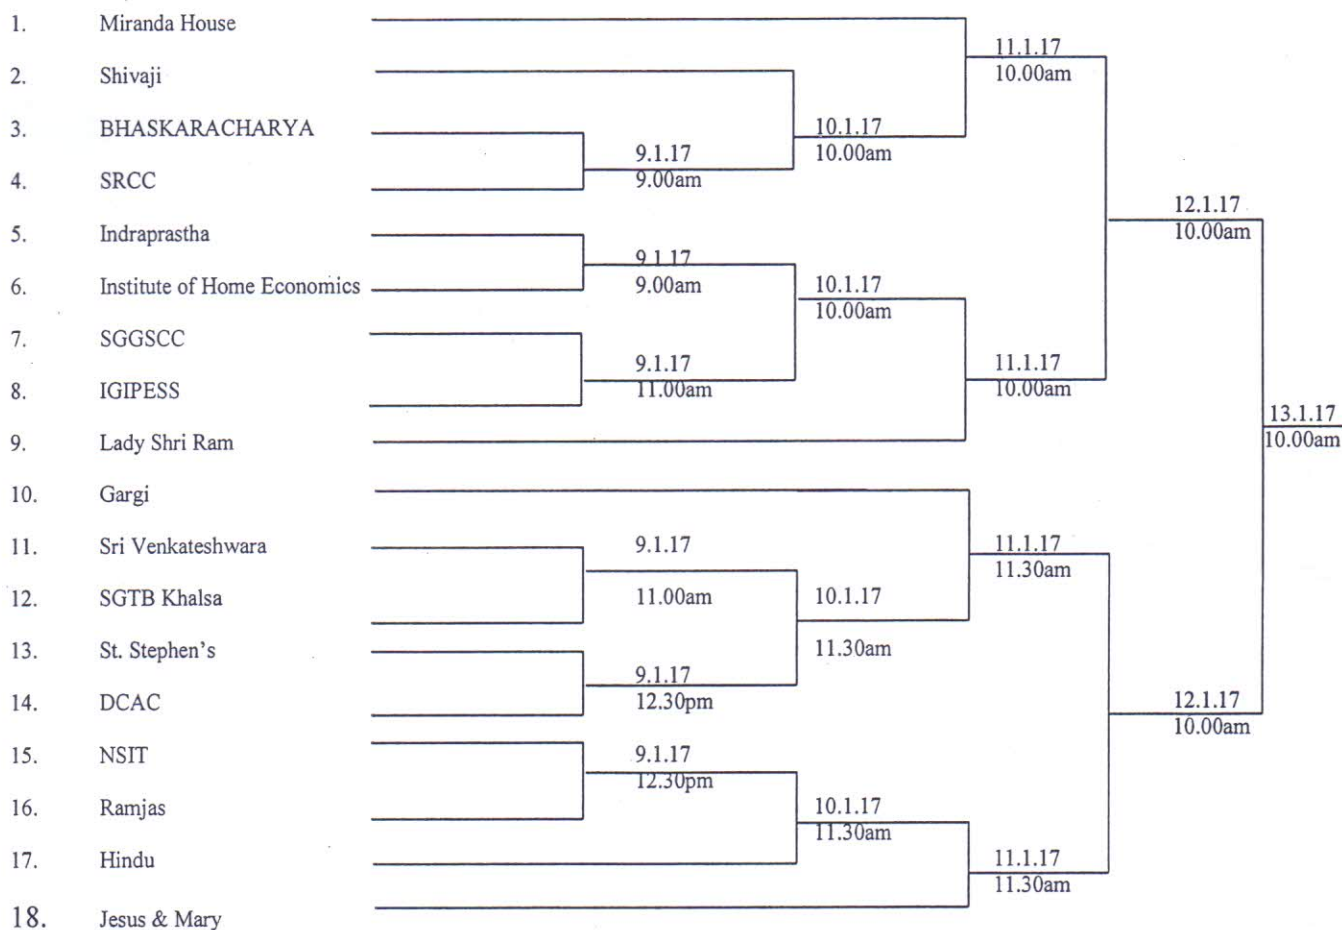 1. Miranda House
11.1.17
10.00am
2. Shivaji
3. BHASKARACHARYA
10.1.17
10.00am
9.1.17
9.00am
4. SRCC
12.1.17
10.00am
5. Indraprastha
9.1.17
9.00am
6. Institute of Home Economics
10.1.17
10.00am
7. SGGSCC
9.1.17
11.00am
11.1.17
10.00am
8. IGIPESS
13.1.17
10.00am
9. Lady Shri Ram
10. Gargi
11. Sri Venkateshwara
9.1.17
11.00am
11.1.17
11.30am
12. SGTB Khalsa
10.1.17
11.30am
13. St. Stephen's
9.1.17
12.30pm
14. DCAC
12.1.17
10.00am
15. NSIT
9.1.17
12.30pm
16. Ramjas
10.1.17
11.30am
17. Hindu
11.1.17
11.30am
18. Jesus & Mary